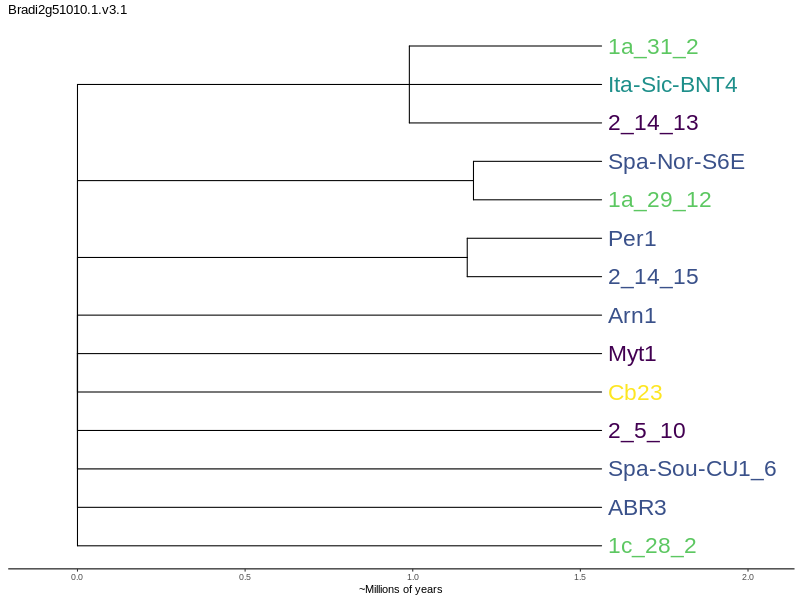 Bradi2g51010.1.v3.1
1a_31_2
Ita-Sic-BNT4
2_14_13
Spa-Nor-S6E
1a_29_12
Per1
2_14_15
Arn1
Myt1
Cb23
2_5_10
Spa-Sou-CU1_6
ABR3
1c_28_2
0.0 0.5 1.0 1.5 2.0
~Millions of years